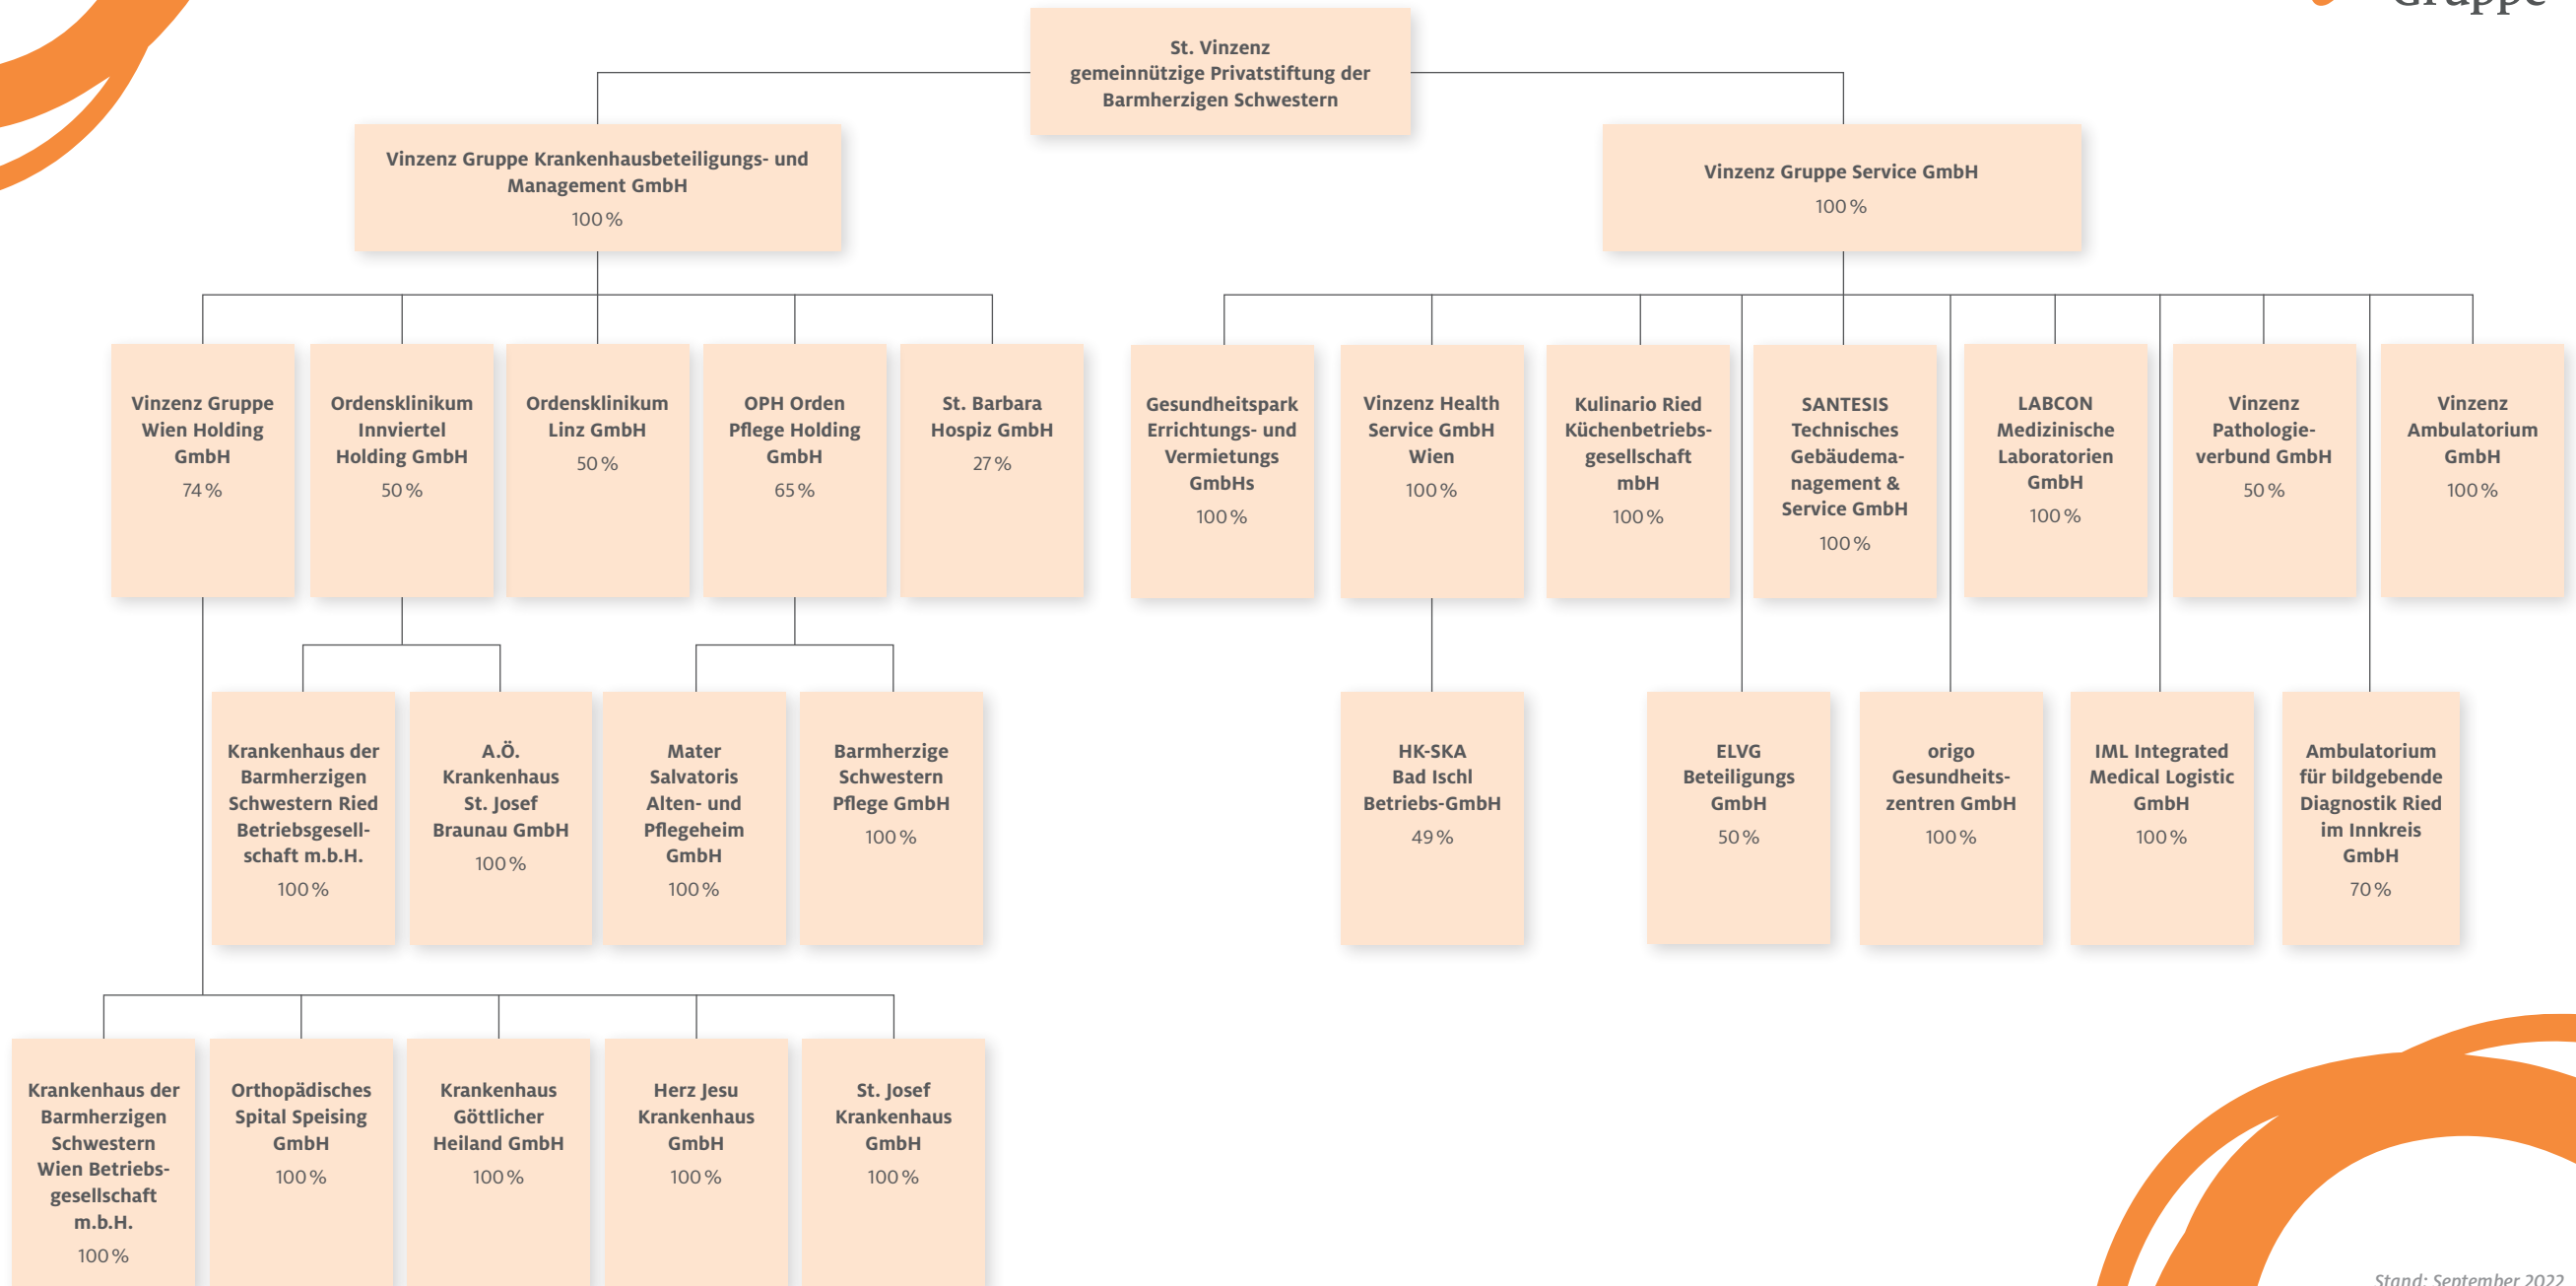 Gruppe
St. Vinzenz
gemeinnützige Privatstiftung der
Barmherzigen Schwestern
Vinzenz Gruppe Krankenhausbeteiligungs- und
Management GmbH
100 %
Vinzenz Gruppe Service GmbH
100 %
Vinzenz Gruppe
Wien Holding
GmbH
74 %
Ordensklinikum
Innviertel
Holding GmbH
50 %
Ordensklinikum
Linz GmbH
50 %
OPH Orden
Pflege Holding
GmbH
65 %
St. Barbara
Hospiz GmbH
27 %
Gesundheitspark
Errichtungs- und
Vermietungs
GmbHs
100 %
Vinzenz Health
Service GmbH
Wien
100 %
Kulinario Ried
Küchenbetriebs-
gesellschaft
mbH
100 %
SANTESIS
Technisches
Gebäudema-
nagement &
Service GmbH
100 %
LABCON
Medizinische
Laboratorien
GmbH
100 %
Vinzenz
Pathologie-
verbund GmbH
50 %
Vinzenz
Ambulatorium
GmbH
100 %
Krankenhaus der
Barmherzigen
Schwestern Ried
Betriebsgesell-
schaft m.b.H.
100 %
A.Ö.
Krankenhaus
St. Josef
Braunau GmbH
100 %
Mater
Salvatoris
Alten- und
Pflegeheim
GmbH
100 %
Barmherzige
Schwestern
Pflege GmbH
100 %
HK-SKA
Bad Ischl
Betriebs-GmbH
49 %
ELVG
Beteiligungs
GmbH
50 %
origo
Gesundheits-
zentren GmbH
100 %
IML Integrated
Medical Logistic
GmbH
100 %
Ambulatorium
für bildgebende
Diagnostik Ried
im Innkreis
GmbH
70 %
Krankenhaus der
Barmherzigen
Schwestern
Wien Betriebs-
gesellschaft
m.b.H.
100 %
Orthopädisches
Spital Speising
GmbH
100 %
Krankenhaus
Göttlicher
Heiland GmbH
100 %
Herz Jesu
Krankenhaus
GmbH
100 %
St. Josef
Krankenhaus
GmbH
100 %
Stand: September 2022